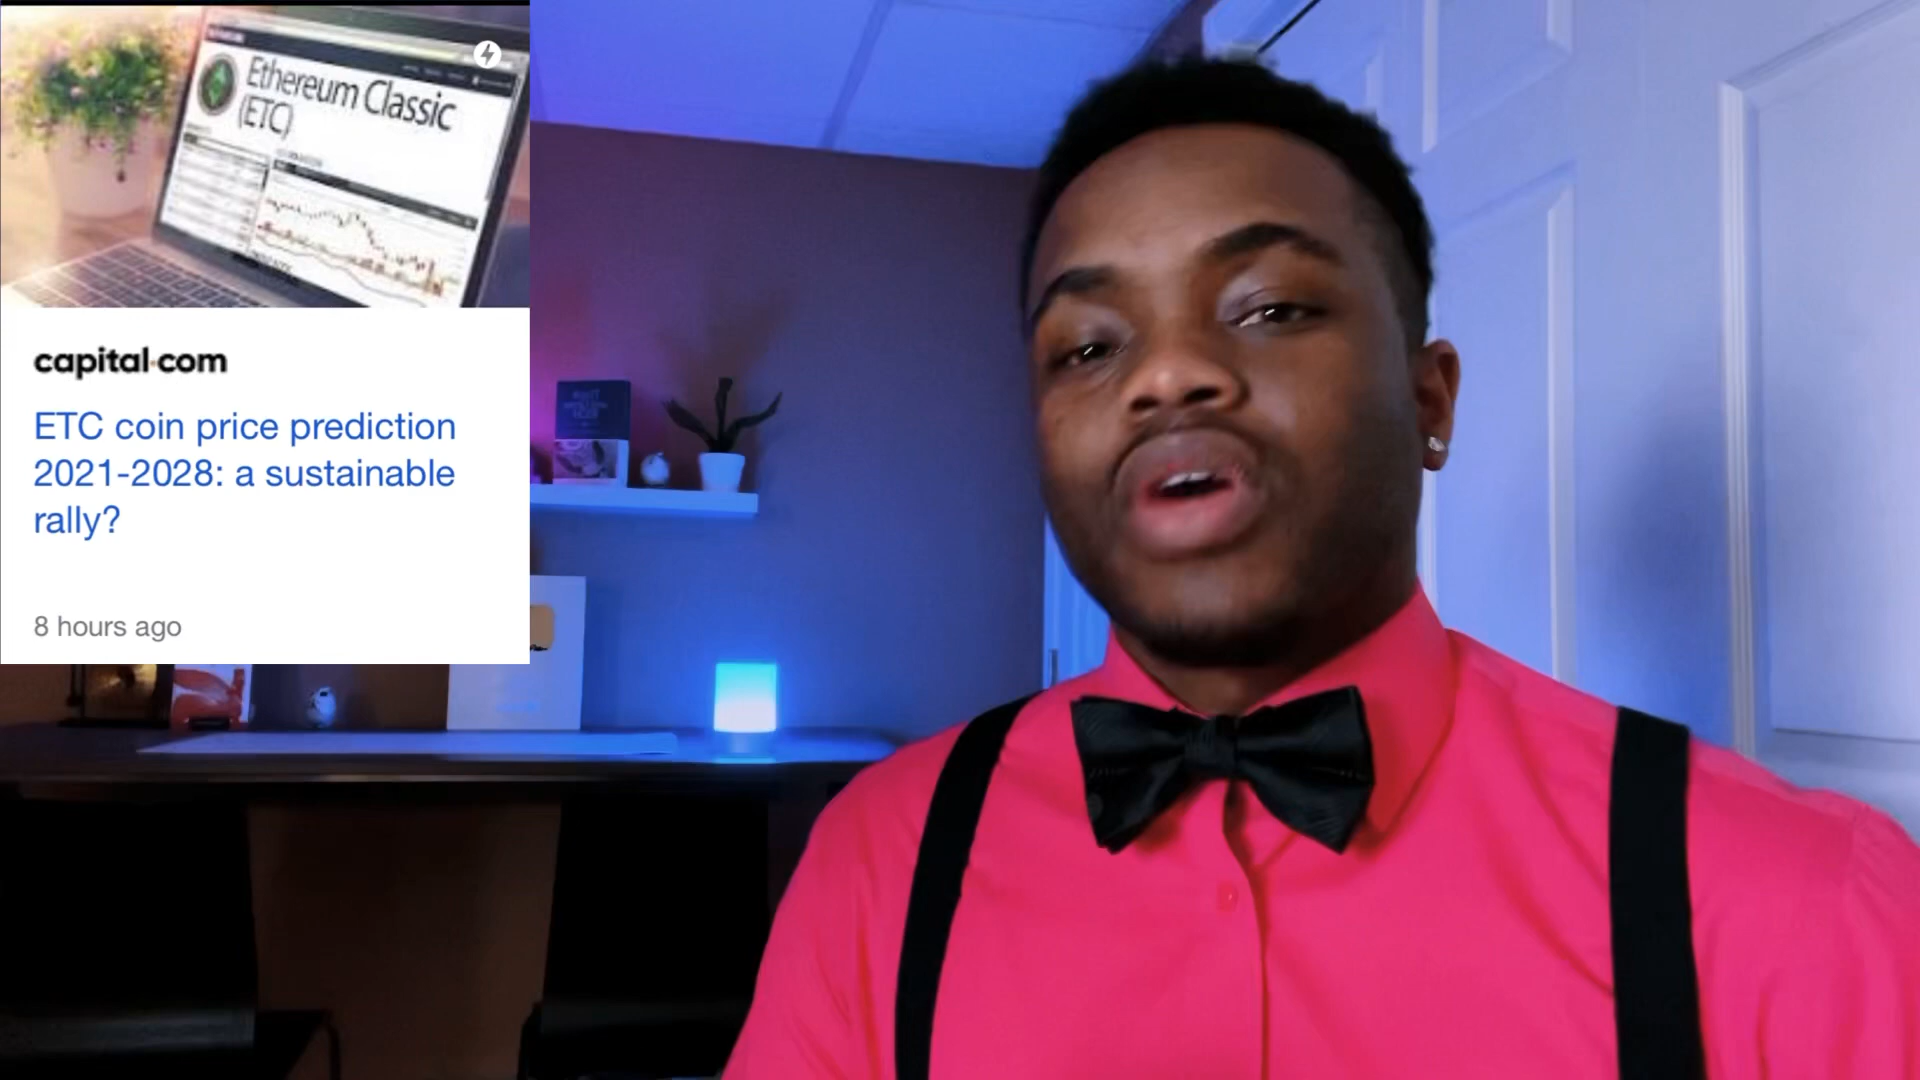 Ethereum Classic
(ETC)
capital.com
ETC coin price prediction
2021-2028: a sustainable
rally?
8 hours ago